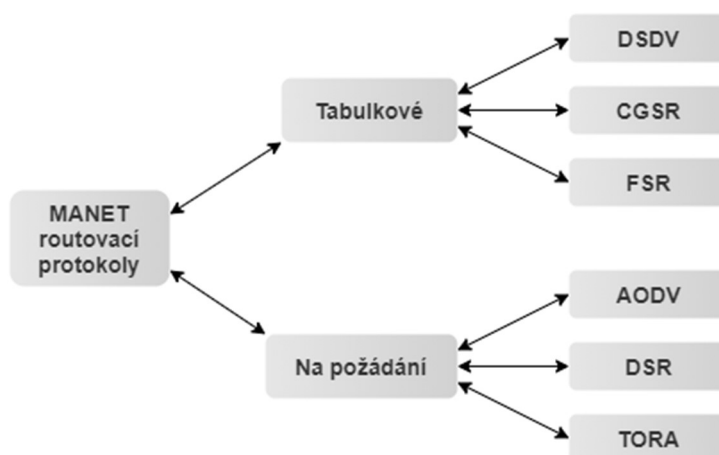 MANET
routovací
protokoly
Tabulkové
DSDV
CGSR
FSR
Na požádání
AODV
DSR
TORA